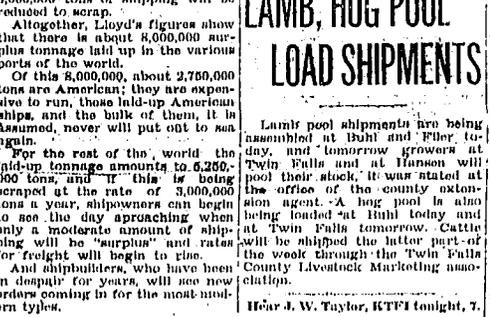 reduced to scrap.
Altogether, Lloyd's figures show
that there is about 8,000,000 sur-
plus tonnage laid up in the various
ports of the world.
Of this 8,000,000, about 2,750,000
tons are American; they are expen-
sive to run, those laid-up American
ships, and the bulk of them, it is
assumed, never will put out to sea
again.
For the rest of the world the
laid-up tonnage amounts to 5,250,-
000 tons, and if this is being
scraped at the rate of 3,000,000
tons a year, shipowners can begin
to see the day aproaching when
only a moderate amount of ship-
ping will be "surplus" and rates
for freight will begin to rise.
And shipbuilders, who have been
in despair for years, will see new
orders coming in for the most mod-
ern types.
LAMB, HOG POOL
LOAD SHIPMENTS
Lamb pool shipments are being
assembled at Buhl and Filer to-
day, and tomorrow growers at
Twin Falls and at Hansen will
pool their stock, it was stated at
the office of the county exten-
sion agent. A hog pool is also
being loaded at Buhl today and
at Twin Falls tomorrow. Cattle
will be shipped the latter part of
the week through the Twin Falls
County Livestock Marketing asso-
ciation.
Hear J. W. Taylor, KTFI tonight, 7.